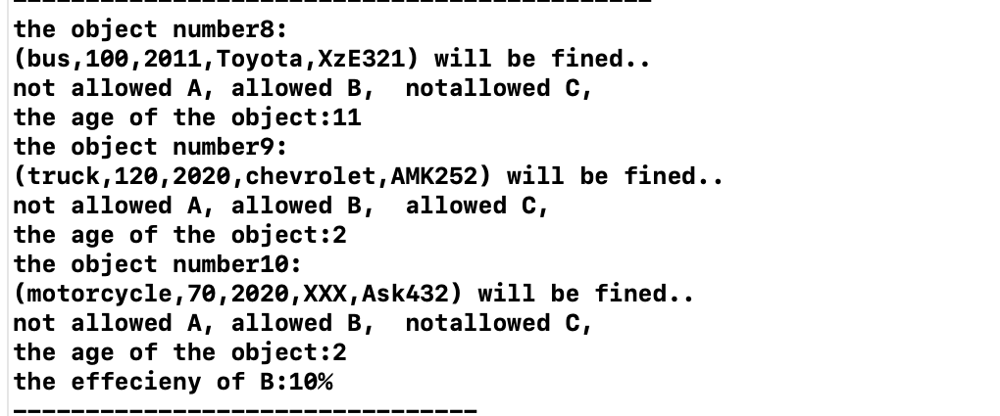 the object number8:
(bus,100,2011,Toyota,XzE321) will be fined..
not allowed A, allowed B,  notallowed C,
the age of the object:11
the object number9:
(truck,120,2020,chevrolet,AMK252) will be fined..
not allowed A, allowed B,  allowed C,
the age of the object:2
the object number10:
(motorcycle,70,2020,XXX,Ask432) will be fined..
not allowed A, allowed B,  notallowed C,
the age of the object:2
the effecieny of B:10%